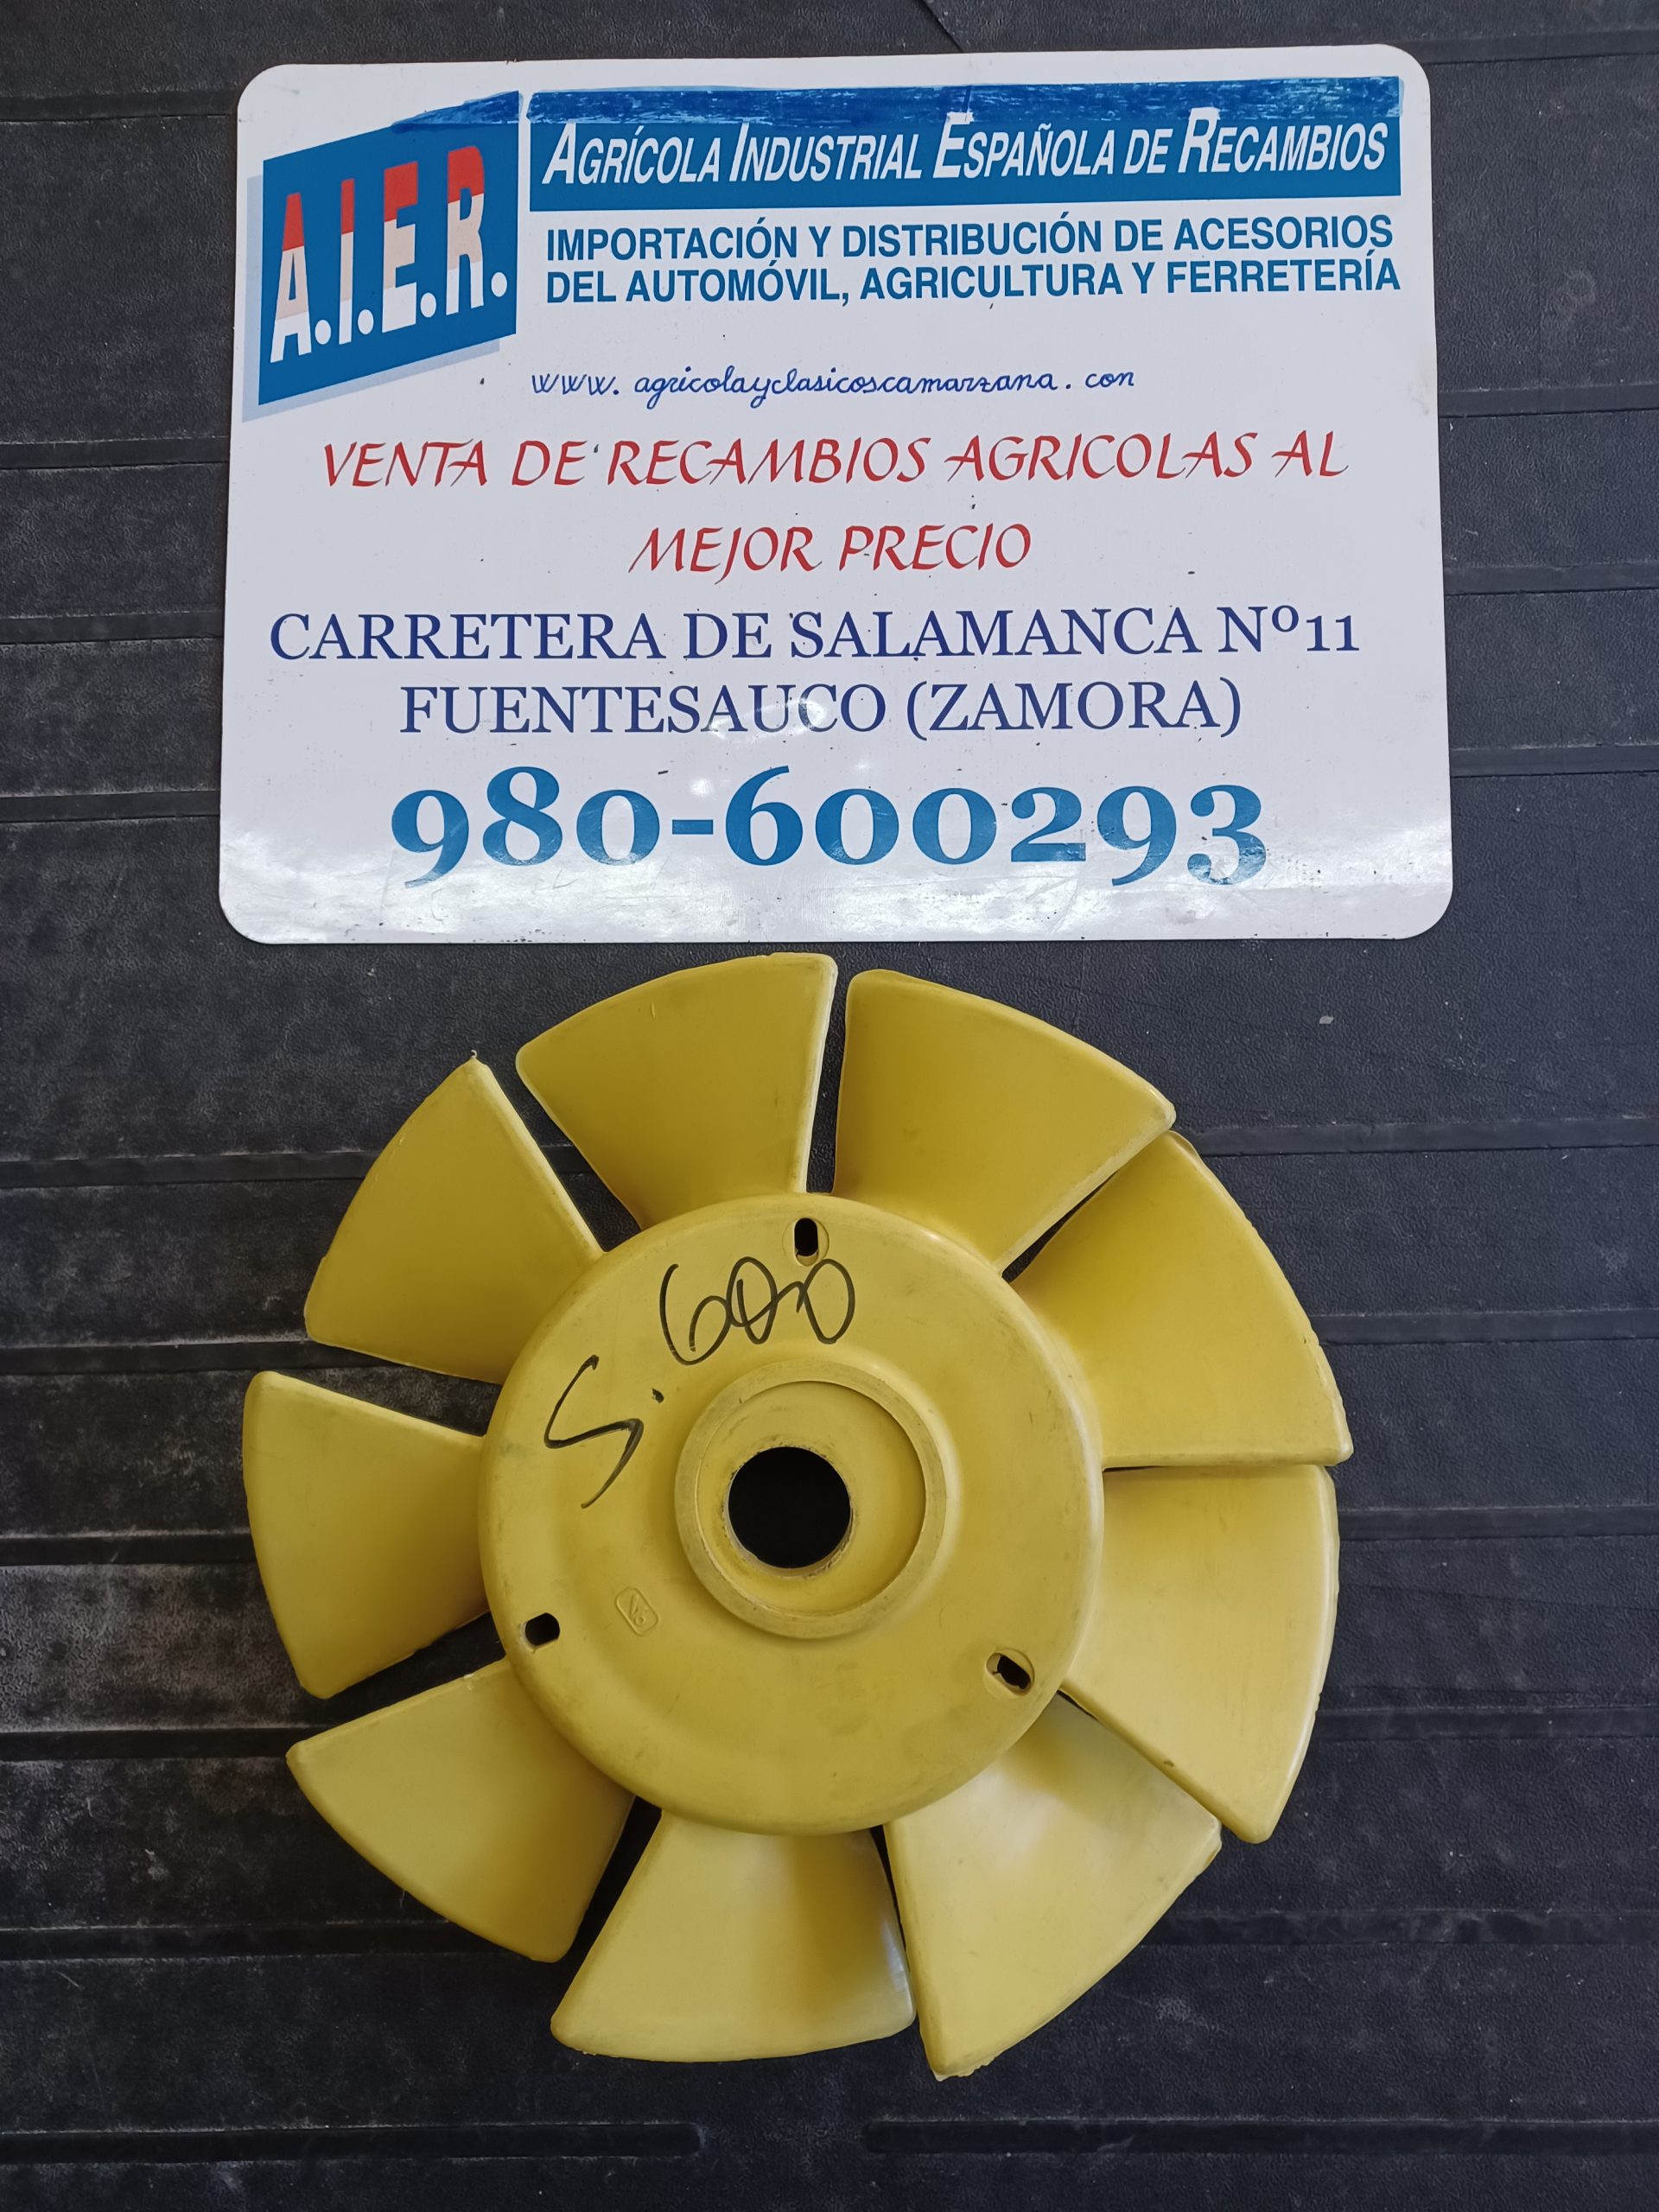 A.I.E.R.
AGRÍCOLA INDUSTRIAL ESPAÑOLA DE RECAMBIOS
IMPORTACIÓN Y DISTRIBUCIÓN DE ACESORIOS
DEL AUTOMÓVIL, AGRICULTURA Y FERRETERÍA
www.agricolayclasicoscamarzana.con
VENTA DE RECAMBIOS AGRICOLAS AL
MEJOR PRECIO
CARRETERA DE SALAMANCA Nº11
FUENTESAUCO (ZAMORA)
980-600293
S.600